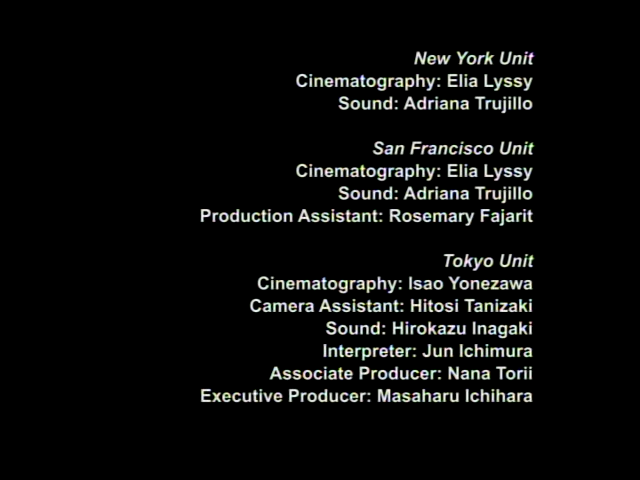 New York Unit
Cinematography: Elia Lyssy
Sound: Adriana Trujillo
San Francisco Unit
Cinematography: Elia Lyssy
Sound: Adriana Trujillo
Production Assistant: Rosemary Fajarit
Tokyo Unit
Cinematography: Isao Yonezawa
Camera Assistant: Hitosi Tanizaki
Sound: Hirokazu Inagaki
Interpreter: Jun Ichimura
Associate Producer: Nana Torii
Executive Producer: Masaharu Ichihara